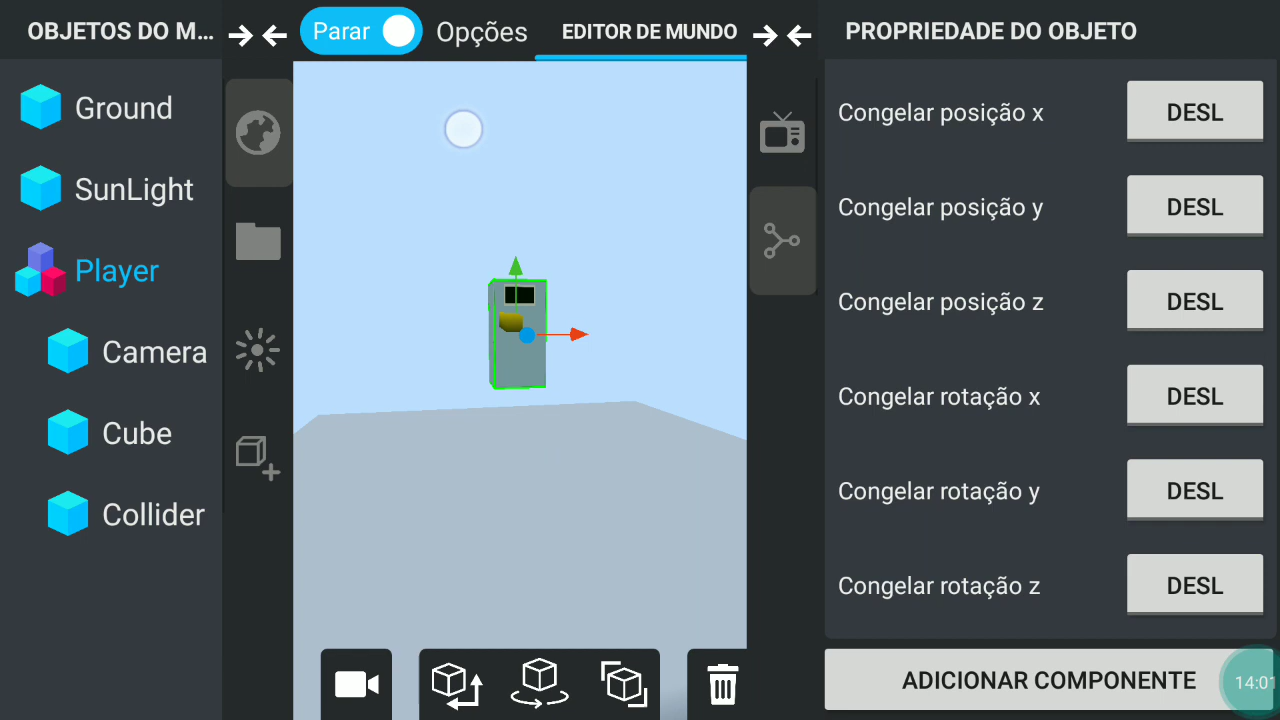 OBJETOS DO M...
Parar
Opções
EDITOR DE MUNDO
PROPRIEDADE DO OBJETO
Ground
SunLight
Player
Camera
Cube
Collider
Congelar posição x DESL
Congelar posição y DESL
Congelar posição z DESL
Congelar rotação x DESL
Congelar rotação y DESL
Congelar rotação z DESL
ADICIONAR COMPONENTE
14:01